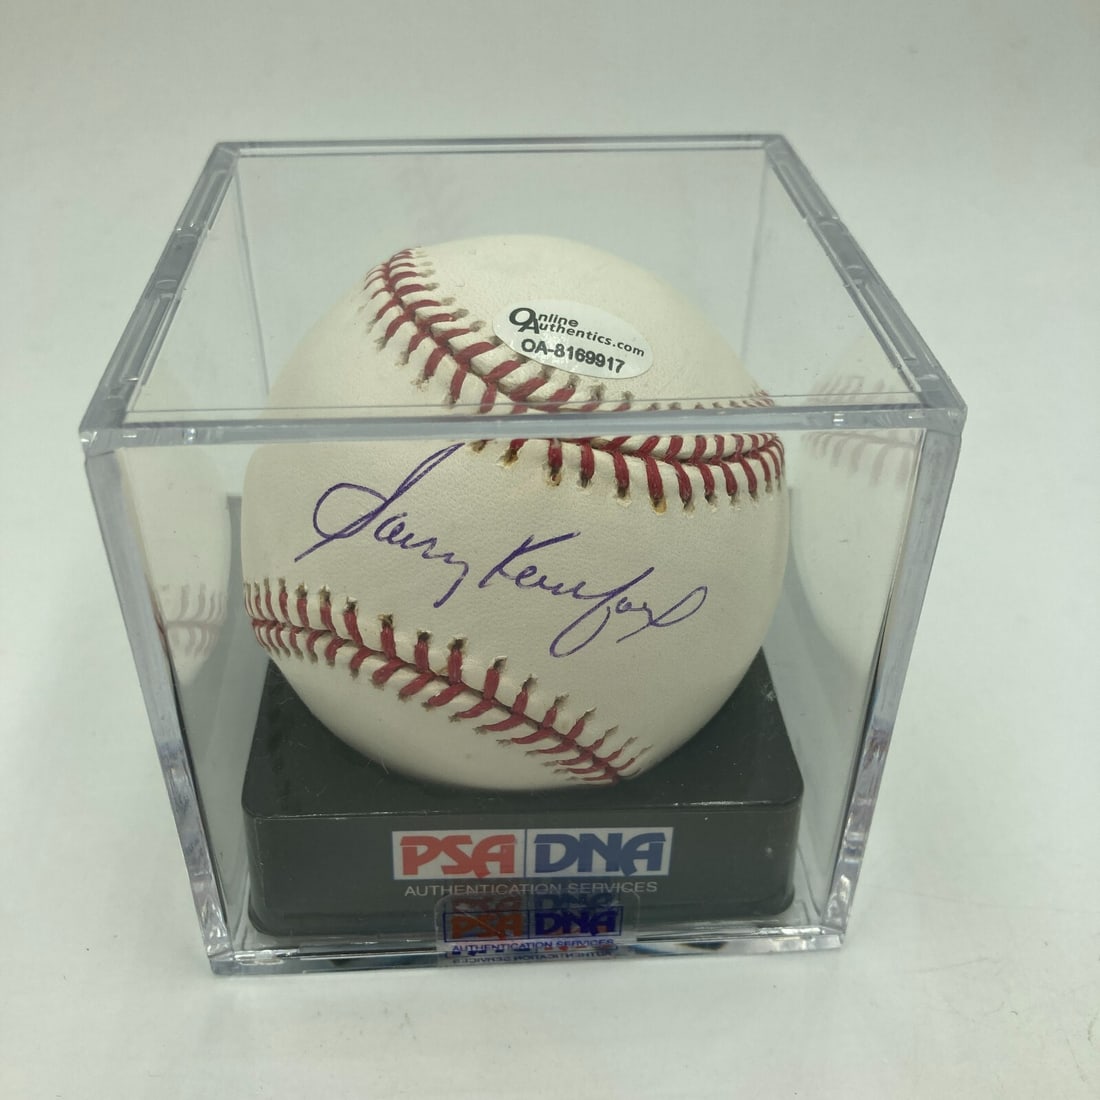 Online
Authentics.com
OA-8169917
Sandy Koufax
PSA DNA
AUTHENTICATION SERVICES
PSA DNA
AUTHENTICATION SERVICES